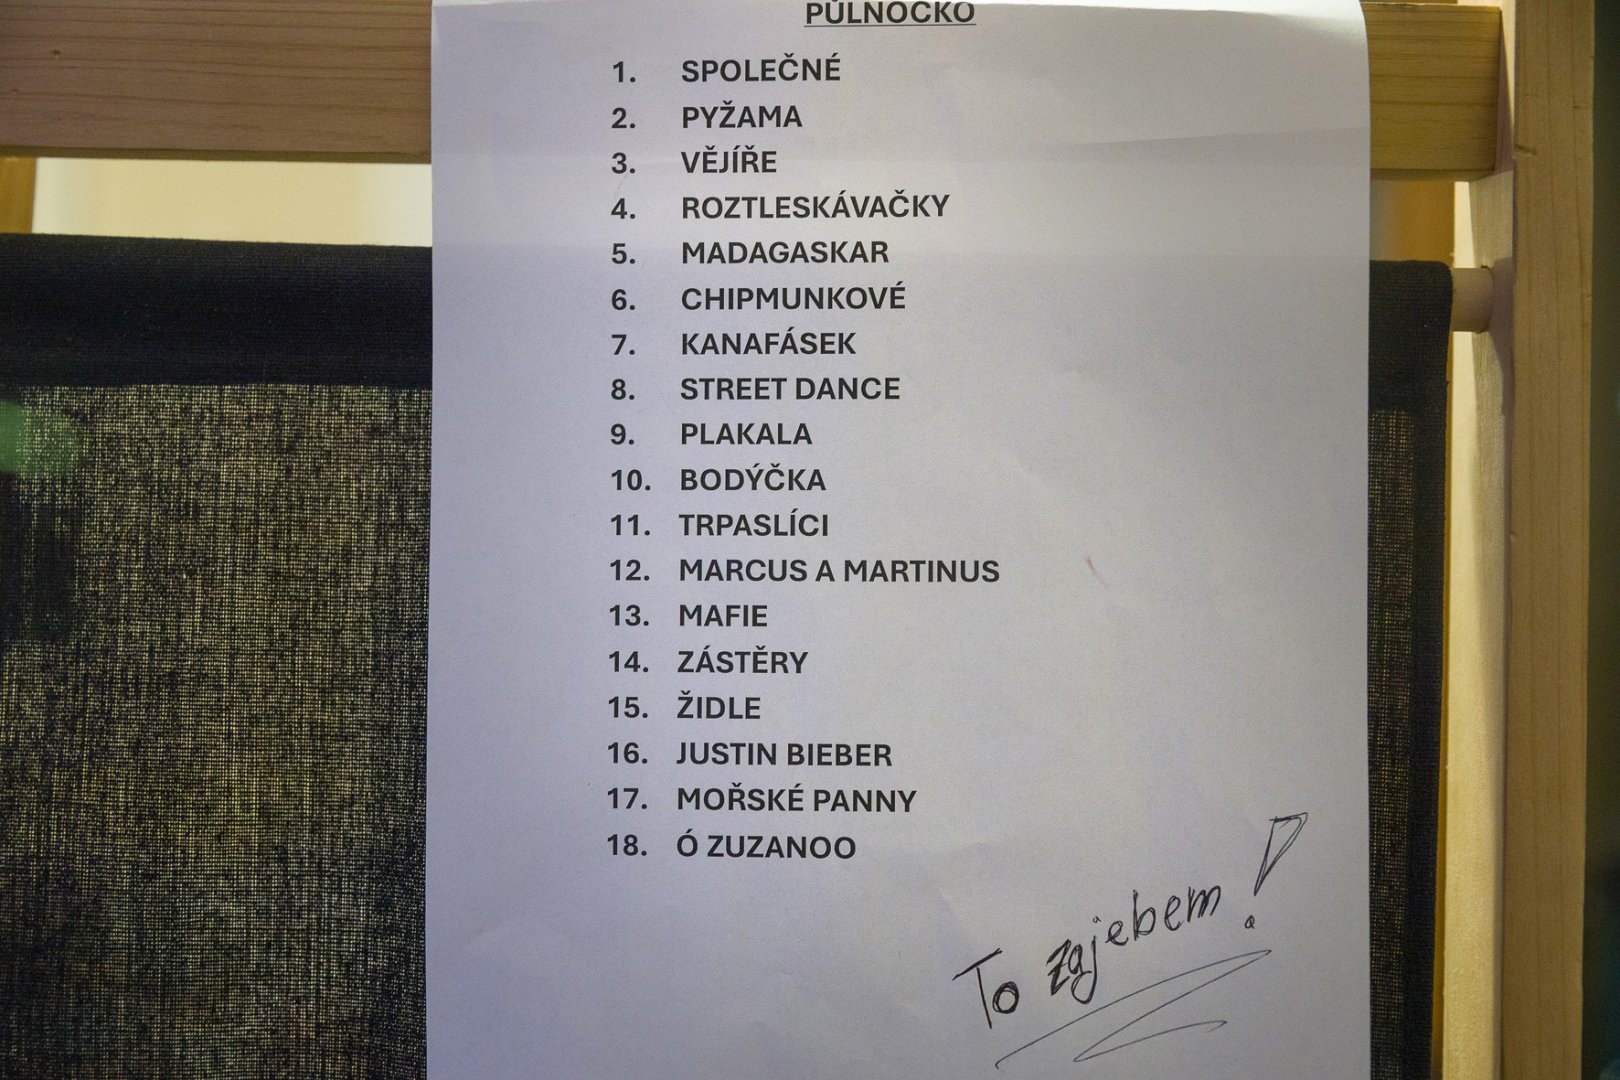 PŮLNOČKO
1. SPOLEČNÉ
2. PYŽAMA
3. VĚJÍŘE
4. ROZTLESKÁVAČKY
5. MADAGASKAR
6. CHIPMUNKOVÉ
7. KANAFÁSEK
8. STREET DANCE
9. PLAKALA
10. BODÝČKA
11. TRPASLÍCI
12. MARCUS A MARTINUS
13. MAFIE
14. ZÁSTĚRY
15. ŽIDLE
16. JUSTIN BIEBER
17. MOŘSKÉ PANNY
18. Ó ZUZANOO
To zgjebem!